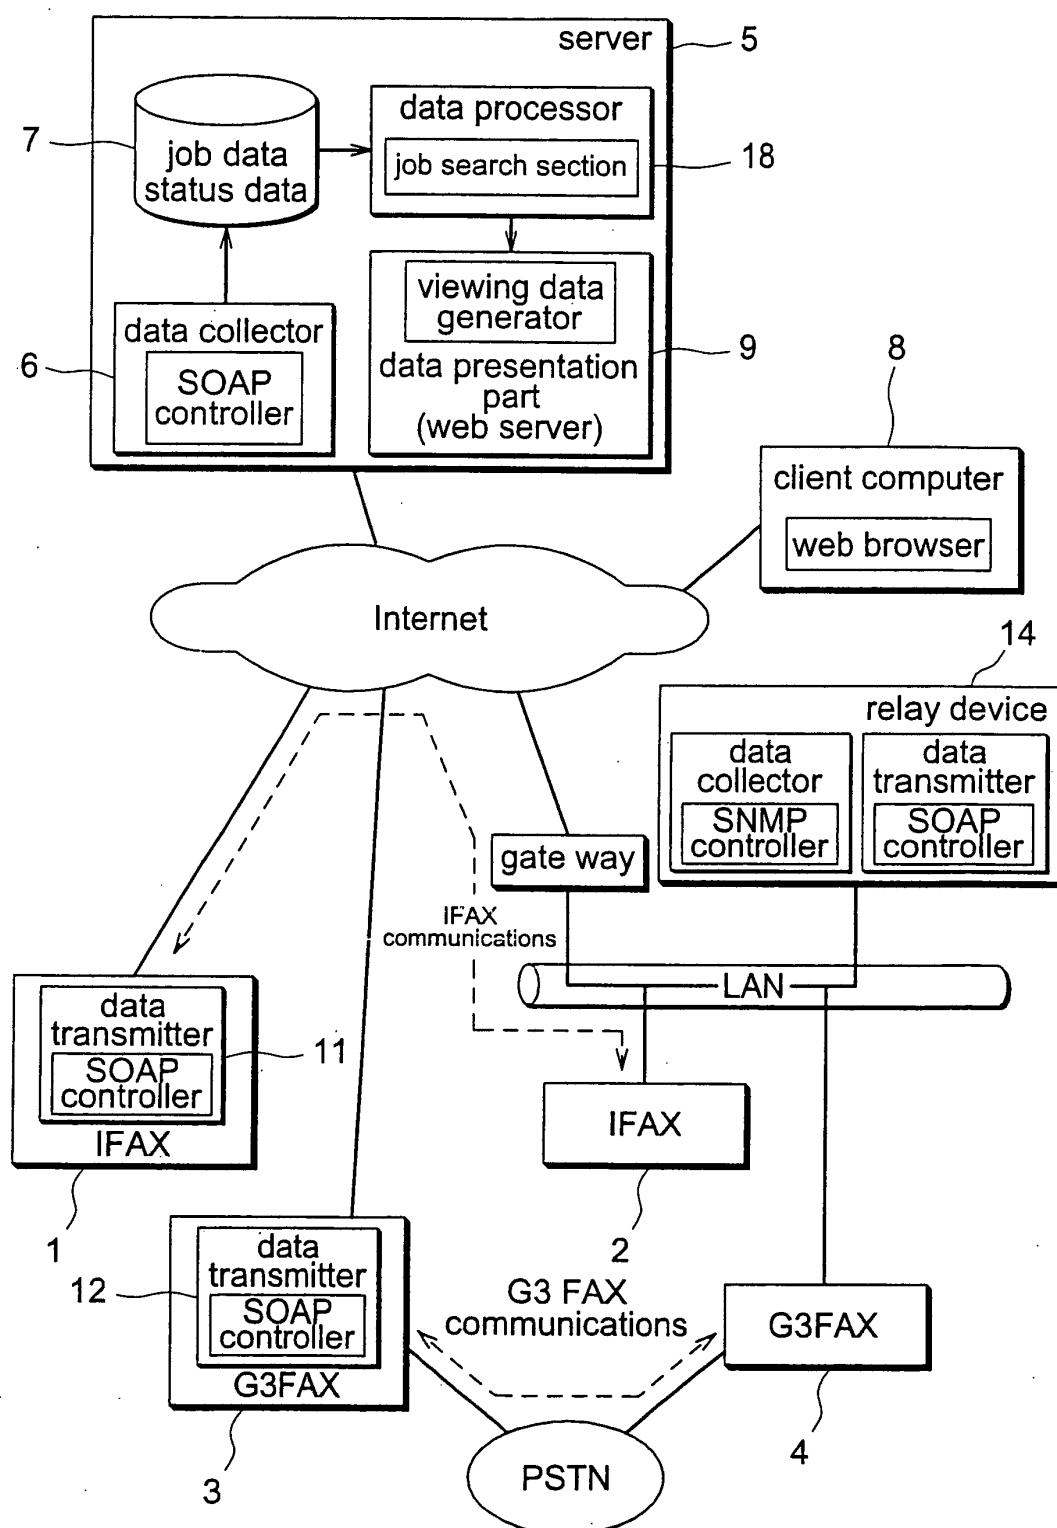 server
5
7
job data
status data
data processor
job search section
18
viewing data
generator
data presentation
part
(web server)
9
data collector
SOAP
controller
6
8
client computer
web browser
Internet
14
relay device
data
collector
SNMP
controller
data
transmitter
SOAP
controller
gate way
IFAX
communications
LAN
data
transmitter
SOAP
controller
IFAX
11
1
IFAX
2
data
transmitter
SOAP
controller
G3FAX
12
3
G3 FAX
communications
G3FAX
4
PSTN